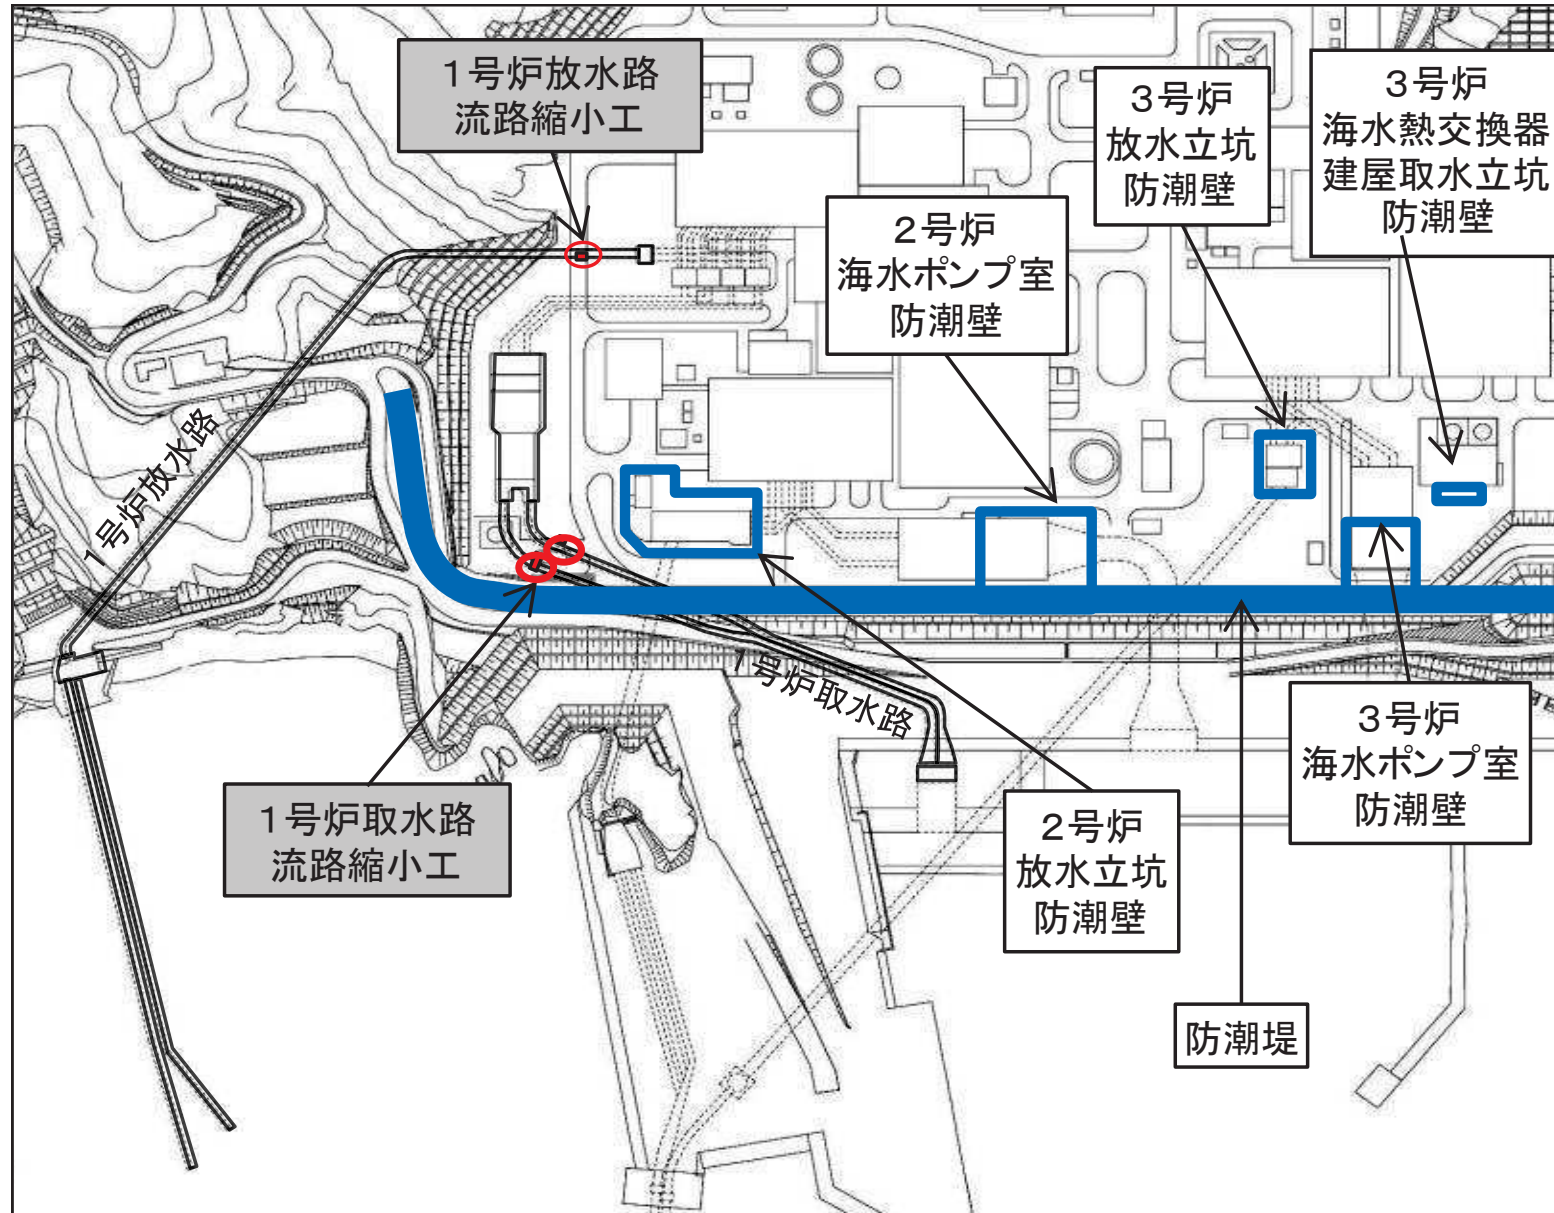 1号炉放水路
流路縮小工
3号炉
放水立坑
防潮壁
3号炉
海水熱交換器
建屋取水立坑
防潮壁
2号炉
海水ポンプ室
防潮壁
1号炉放水路
1号炉取水路
1号炉取水路
流路縮小工
2号炉
放水立坑
防潮壁
3号炉
海水ポンプ室
防潮壁
防潮堤